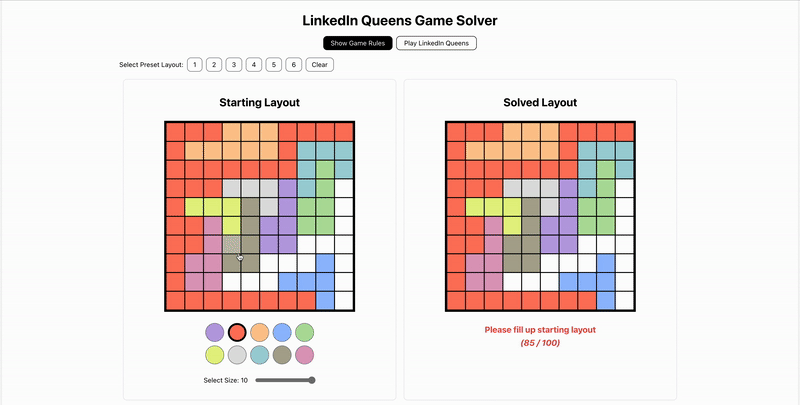 LinkedIn Queens Game Solver
Show Game Rules Play LinkedIn Queens
Select Preset Layout: 1 2 3 4 5 6 Clear
Starting Layout
Solved Layout
Please fill up starting layout
(85 / 100)
Select Size: 10